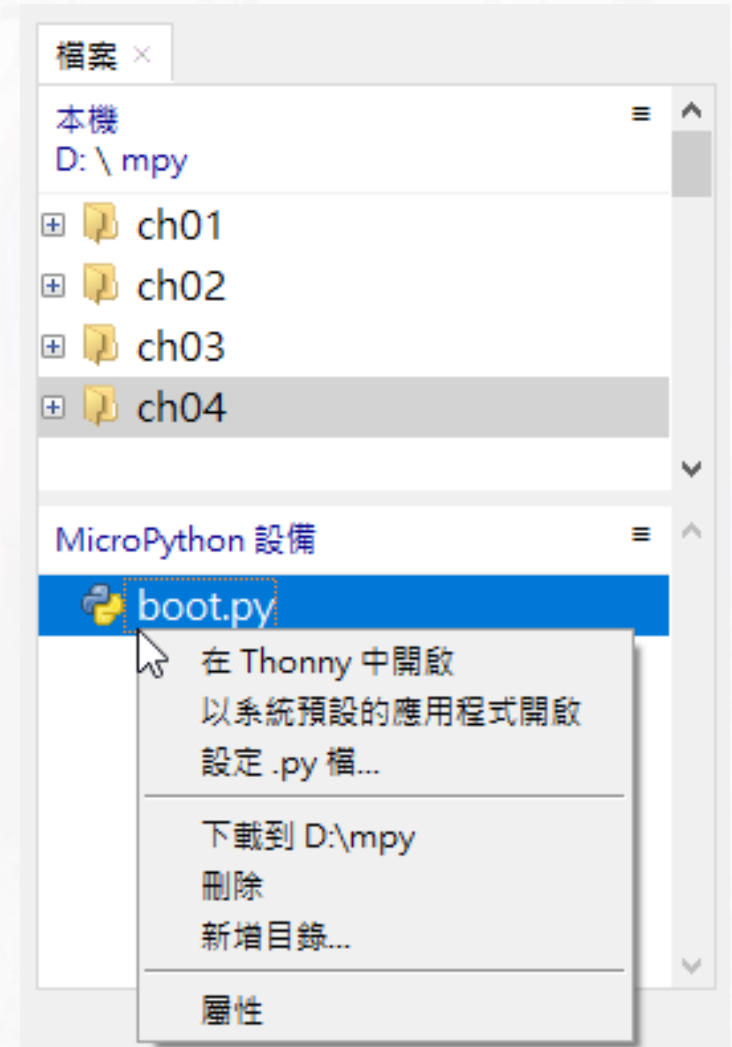 檔案
本機
D: \ mpy
ch01
ch02
ch03
ch04
MicroPython 設備
boot.py
在 Thonny 中開啟
以系統預設的應用程式開啟
設定 .py 檔...
下載到 D:\mpy
刪除
新增目錄...
屬性